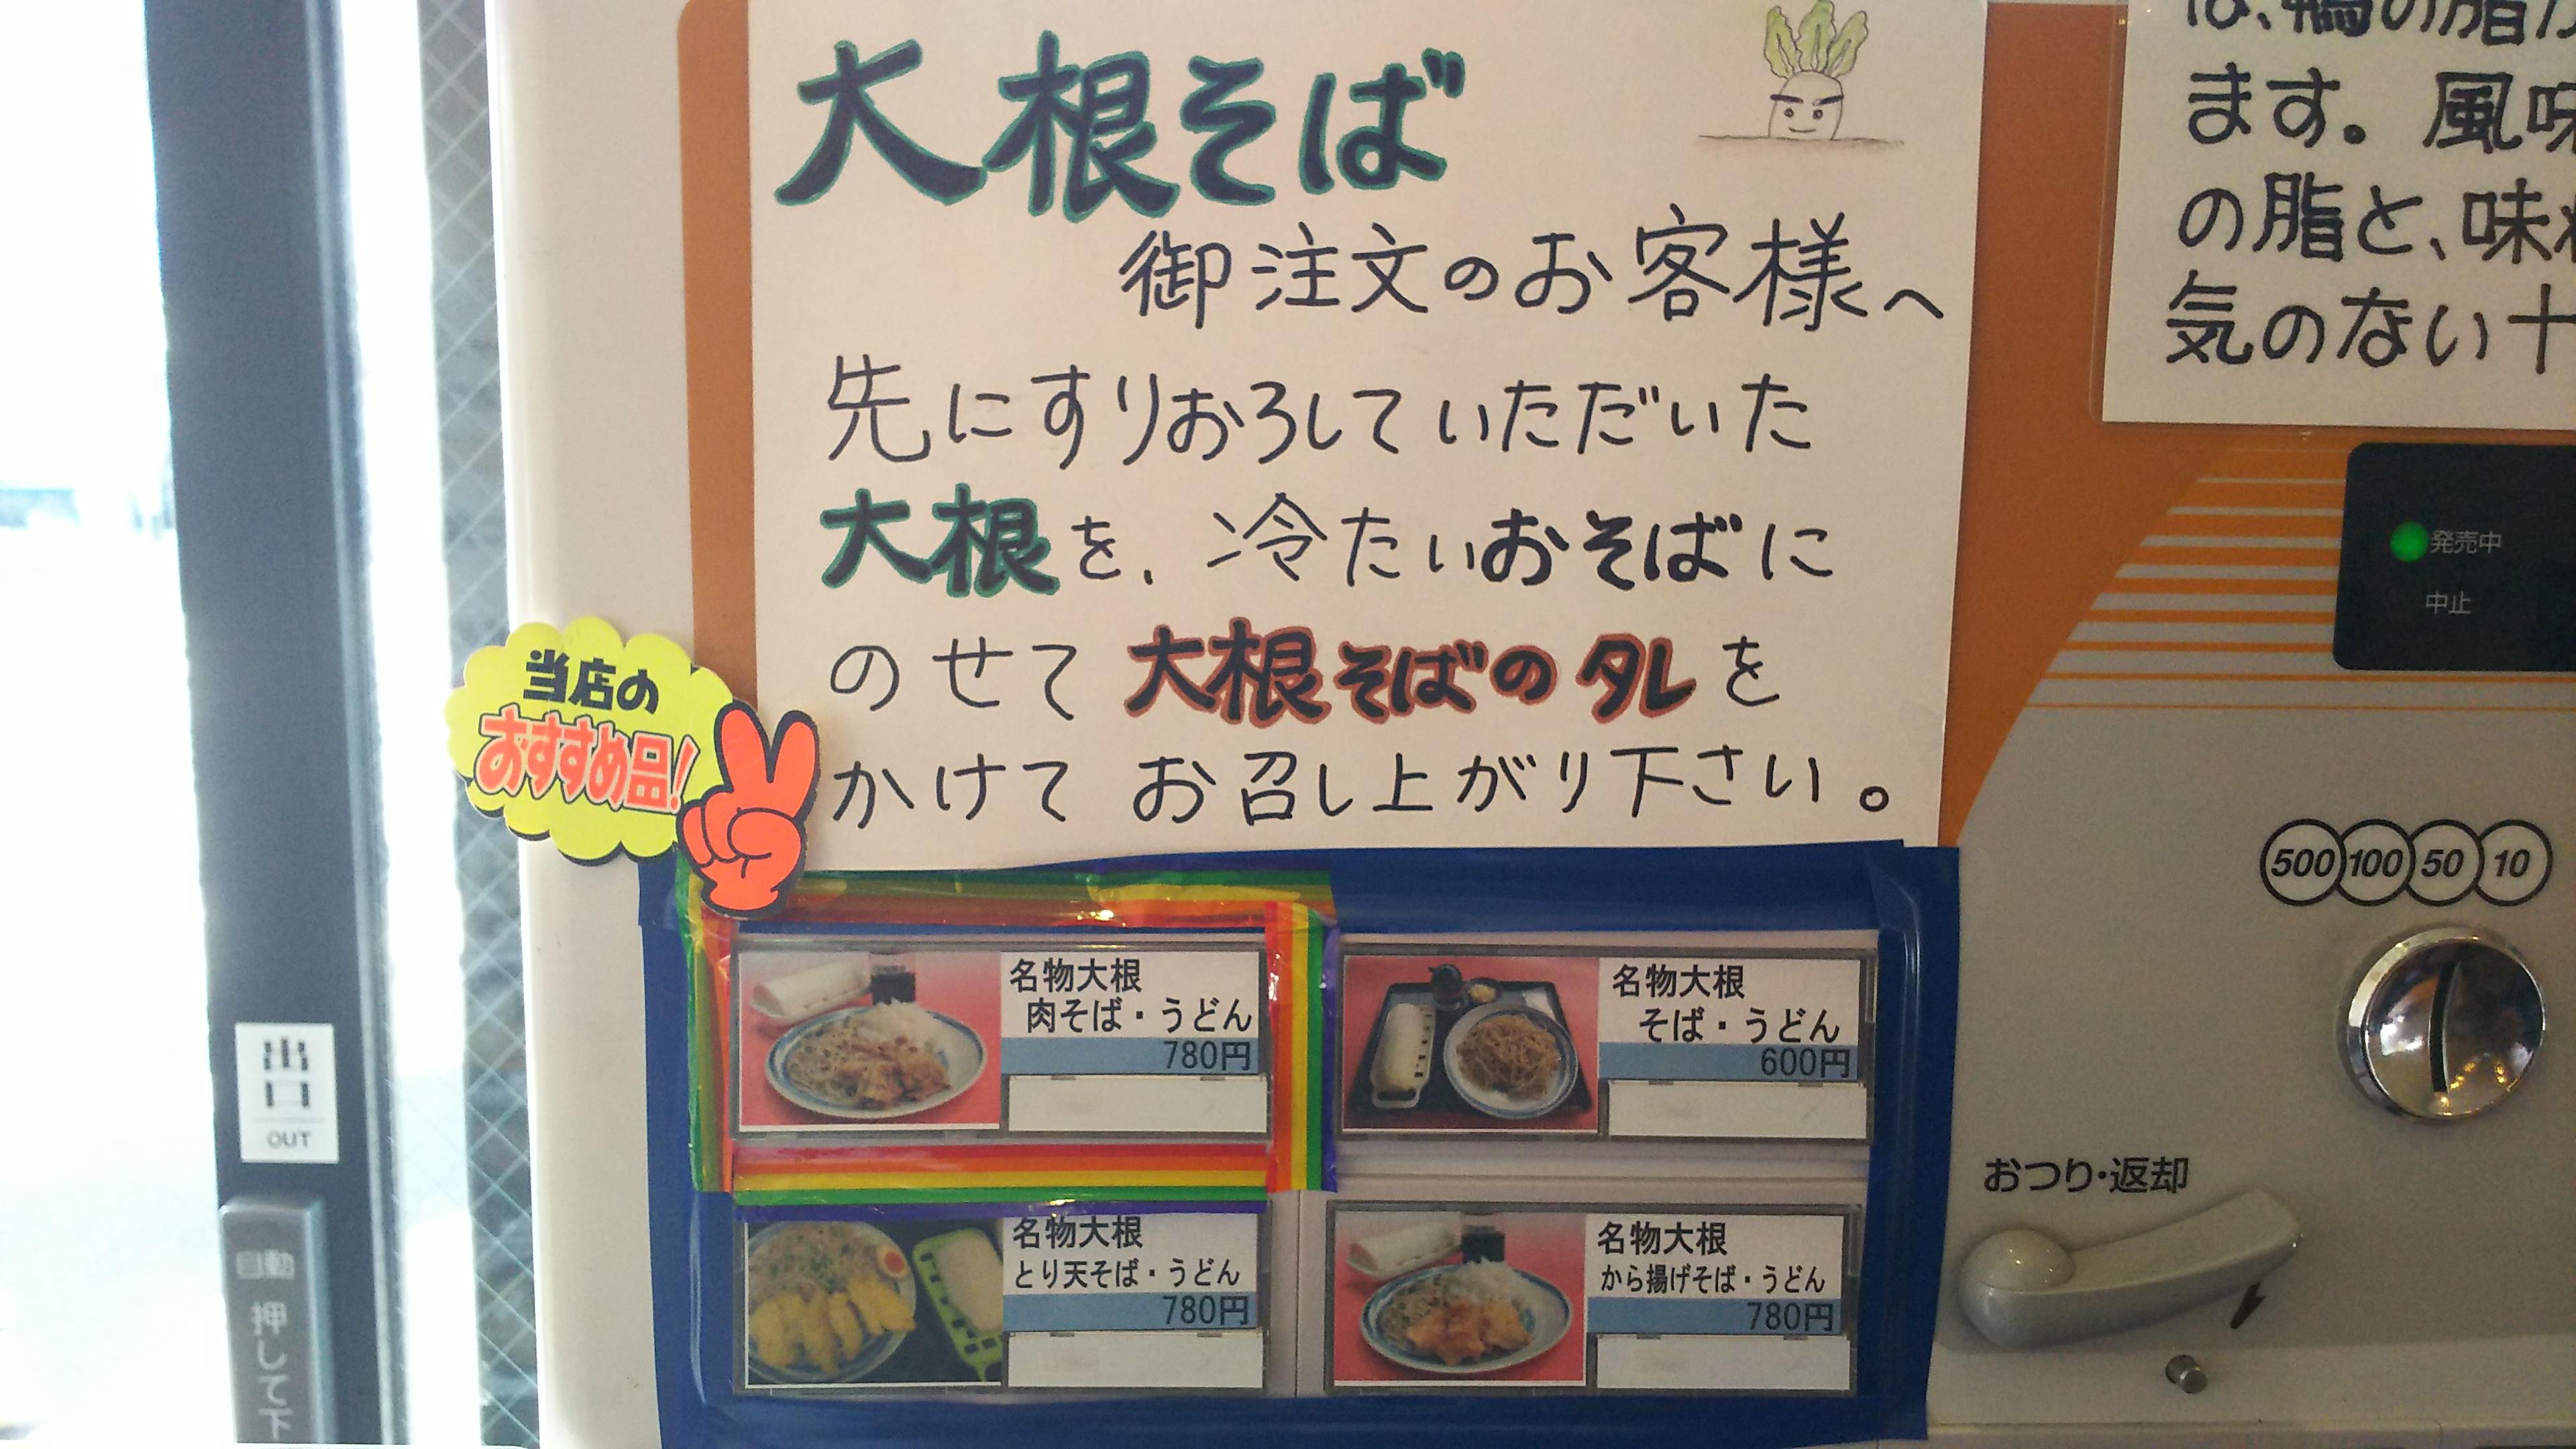 大根そば
御注文のお客様へ
先にすりおろしていただいた
大根を、冷たいおそばに
のせて 大根そばのタレを
かけて お召し上がり下さい。
ます。風味
の脂と、味
気のない十
発売中
中止
当店の
おすすめ品!
500 100 50 10
名物大根
肉そば・うどん
780円
名物大根
そば・うどん
600円
おつり・返却
名物大根
とり天そば・うどん
780円
名物大根
から揚げそば・うどん
780円
出口
OUT
自動
押して下